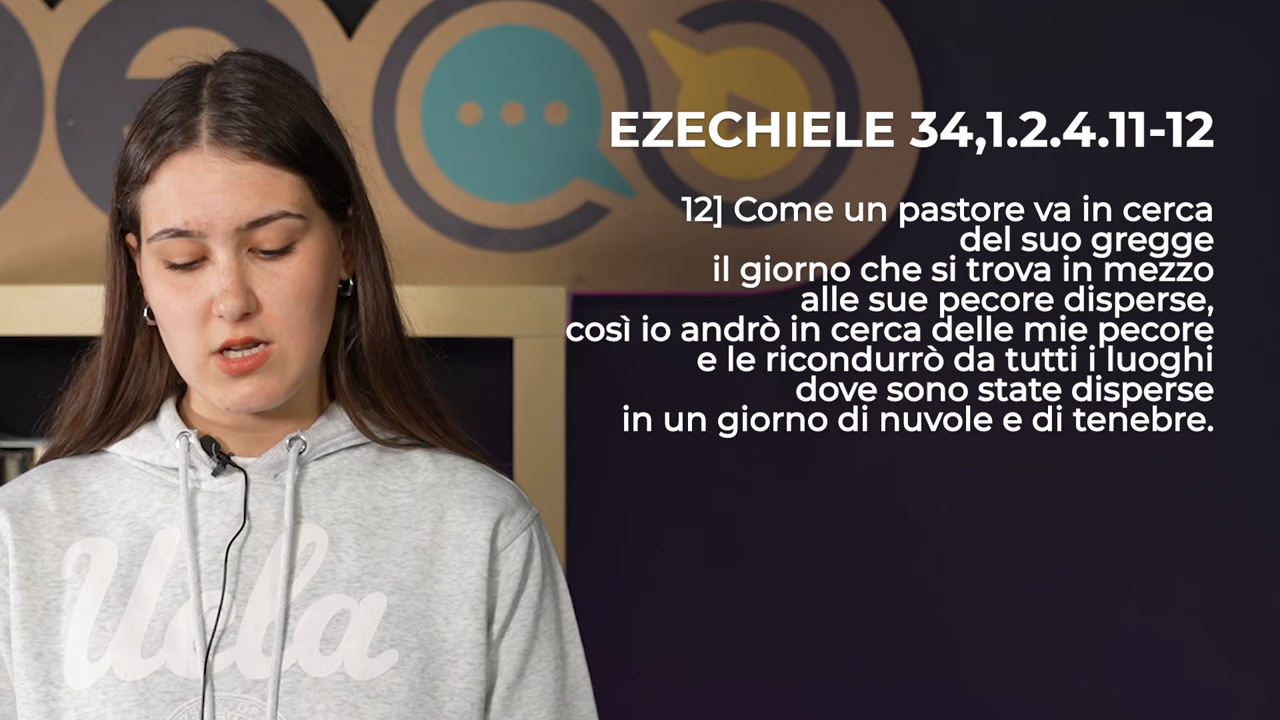 EZECHIELE 34,1.2.4.11-12
12] Come un pastore va in cerca
del suo gregge
il giorno che si trova in mezzo
alle sue pecore disperse,
così io andrò in cerca delle mie pecore
e le ricondurrò da tutti i luoghi
dove sono state disperse
in un giorno di nuvole e di tenebre.
Ucla